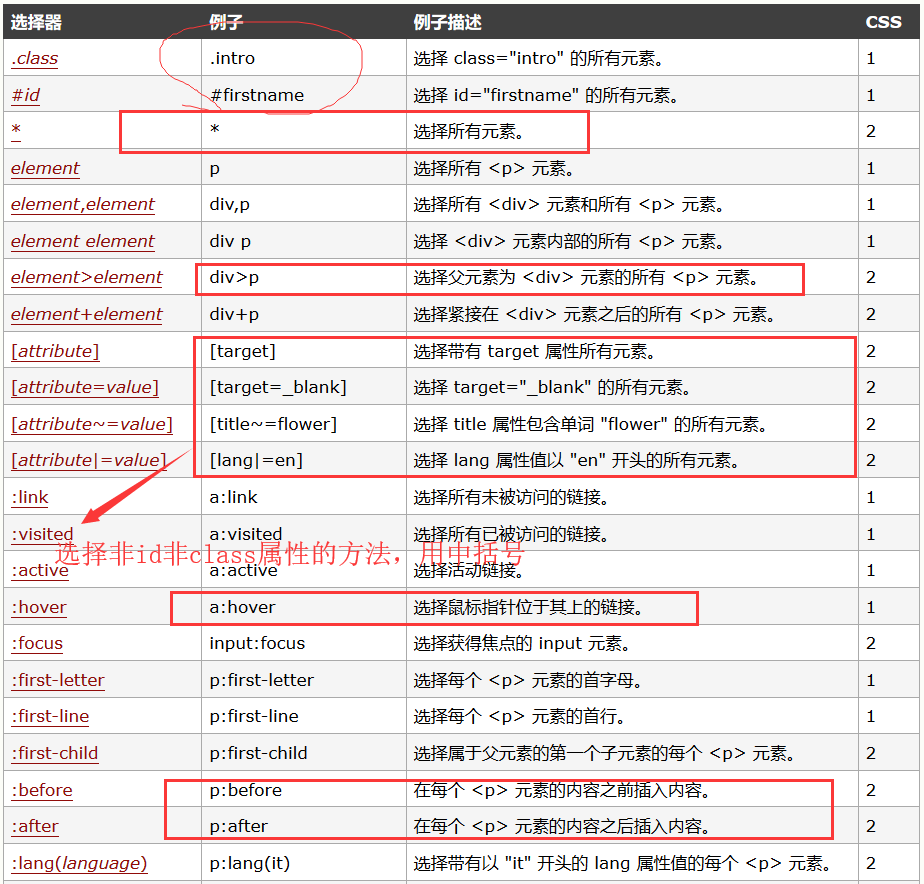 选择器 例子 例子描述 CSS
.class .intro 选择 class="intro" 的所有元素。 1
#id #firstname 选择 id="firstname" 的所有元素。 1
* * 选择所有元素。 2
element p 选择所有 <p> 元素。 1
element,element div,p 选择所有 <div> 元素和所有 <p> 元素。 1
element element div p 选择 <div> 元素内部的所有 <p> 元素。 1
element>element div>p 选择父元素为 <div> 元素的所有 <p> 元素。 2
element+element div+p 选择紧接在 <div> 元素之后的所有 <p> 元素。 2
[attribute] [target] 选择带有 target 属性所有元素。 2
[attribute=value] [target=_blank] 选择 target="_blank" 的所有元素。 2
[attribute~=value] [title~=flower] 选择 title 属性包含单词 "flower" 的所有元素。 2
[attribute|=value] [lang|=en] 选择 lang 属性值以 "en" 开头的所有元素。 2
:link a:link 选择所有未被访问的链接。 1
:visited a:visited 选择所有已被访问的链接。 1
选择非id非class属性的方法，用中括号
:active a:active 选择活动链接。 1
:hover a:hover 选择鼠标指针位于其上的链接。 1
:focus input:focus 选择获得焦点的 input 元素。 2
:first-letter p:first-letter 选择每个 <p> 元素的首字母。 1
:first-line p:first-line 选择每个 <p> 元素的首行。 1
:first-child p:first-child 选择属于父元素的第一个子元素的每个 <p> 元素。 2
:before p:before 在每个 <p> 元素的内容之前插入内容。 2
:after p:after 在每个 <p> 元素的内容之后插入内容。 2
:lang(language) p:lang(it) 选择带有以 "it" 开头的 lang 属性值的每个 <p> 元素。 2